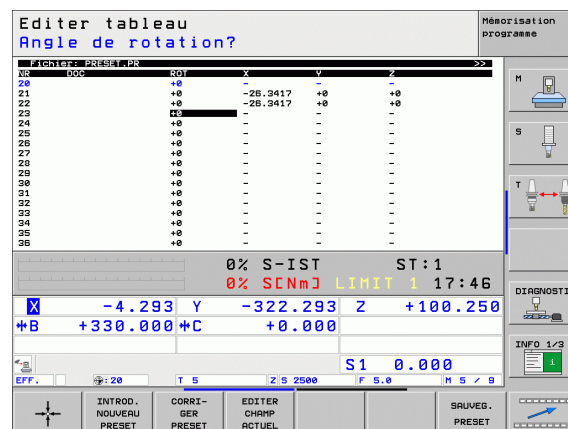 Editer tableau
Mémorisation
programme
Angle de rotation?
Fichier: PRESET.PR >>
NR DOC ROT X Y Z
20 +0 - - -
21 +0 -26.3417 +0 +0
22 +0 -26.3417 +0 +0
23 +0 - - -
24 +0 - - -
25 +0 - - -
26 +0 - - -
27 +0 - - -
28 +0 - - -
29 +0 - - -
30 +0 - - -
31 +0 - - -
32 +0 - - -
33 +0 - - -
34 +0 - - -
35 +0 - - -
36 +0 - - -
M
S
T
0% S-IST ST:1
0% S[Nm] LIMIT 1 17:46
X -4.293 Y -322.293 Z +100.250
B +330.000 C +0.000
S1 0.000
EFF. :20 T 5 Z S 2500 F 5.0 M 5 / 9
DIAGNOSTI
INFO 1/3
INTROD.
NOUVEAU
PRESET
CORRI-
GER
PRESET
EDITER
CHAMP
ACTUEL
SAUVEG.
PRESET